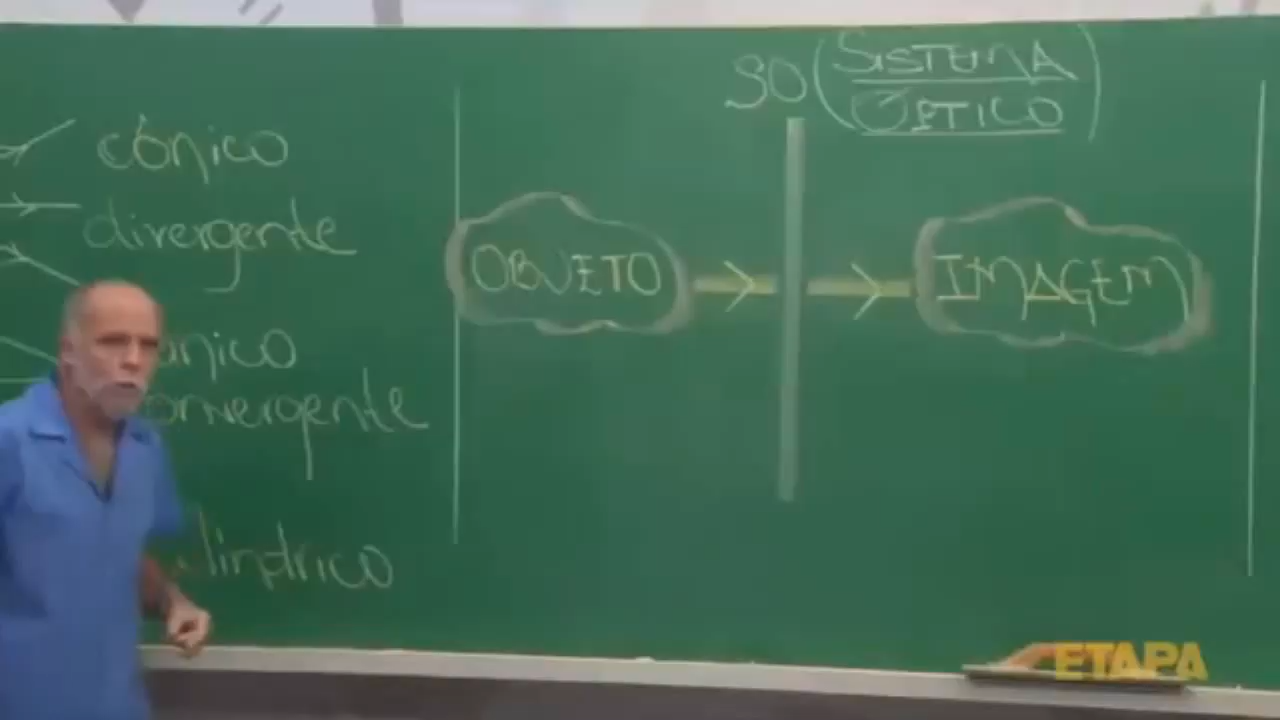 cônico
divergente
cônico
convergente
cilíndrico
SO (SISTEMA
ÓPTICO)
OBJETO
IMAGEM
ETAPA